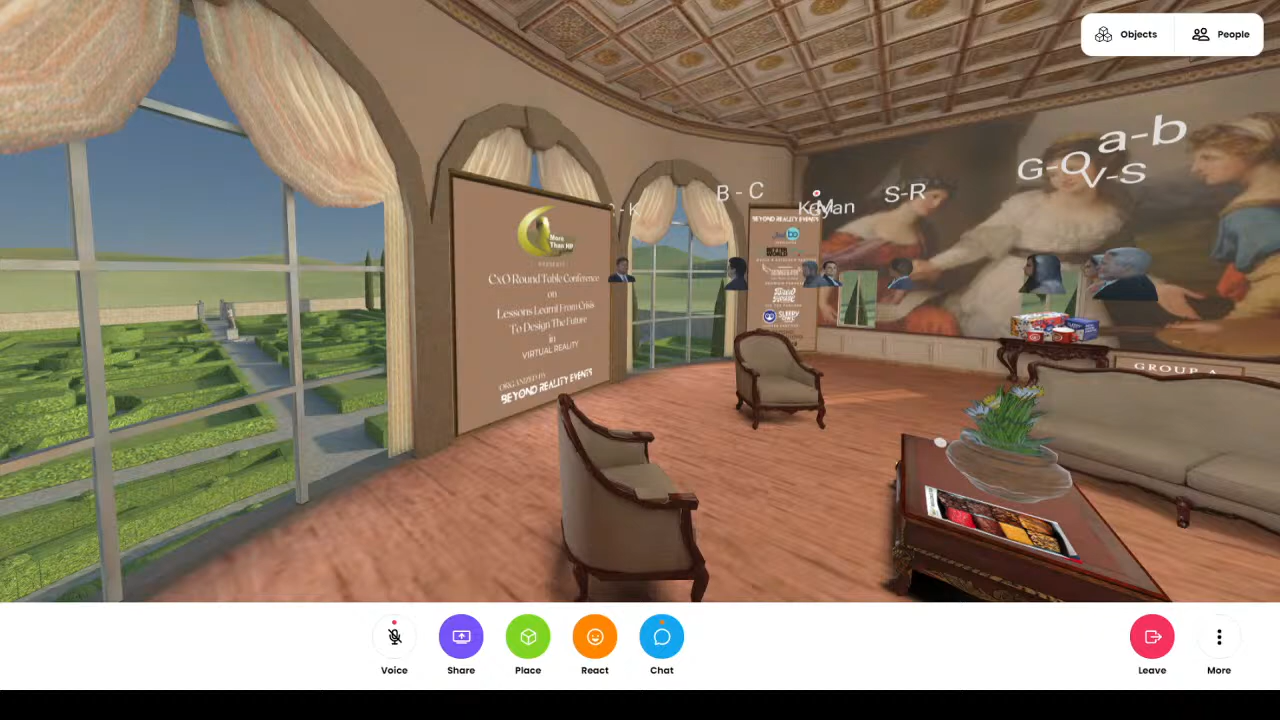 Objects
People
a-b
G-Q
V-S
B - C
S-R
- K
More
Than HR
PRESENTS
CxO Round Table Conference
on
Lessons Learnt From Crisis
To Design The Future
in
VIRTUAL REALITY
ORGANIZED BY
BEYOND REALITY EVENTS
BEYOND REALITY EVENTS
GROUP A
Voice
Share
Place
React
Chat
Leave
More